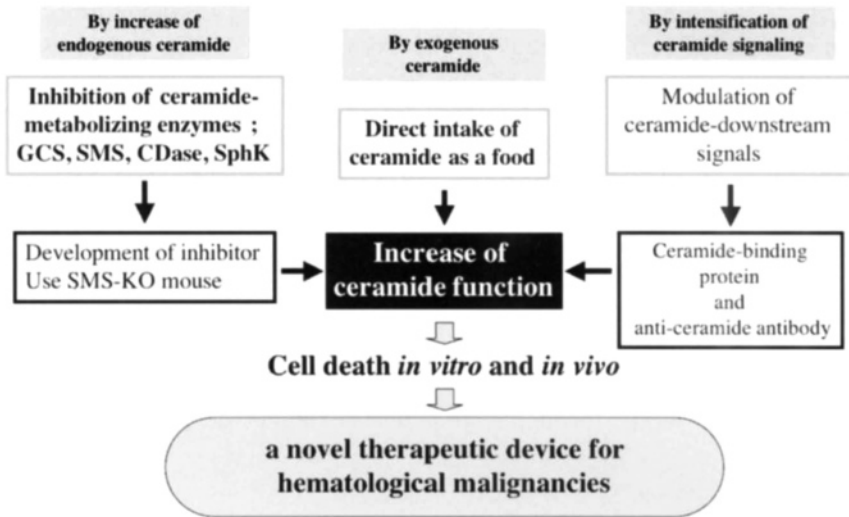 By increase of
endogenous ceramide
Inhibition of ceramide-
metabolizing enzymes ;
GCS, SMS, CDase, SphK
Development of inhibitor
Use SMS-KO mouse
By exogenous
ceramide
Direct intake of
ceramide as a food
Increase of
ceramide function
By intensification of
ceramide signaling
Modulation of
ceramide-downstream
signals
Ceramide-binding
protein
and
anti-ceramide antibody
Cell death in vitro and in vivo
a novel therapeutic device for
hematological malignancies